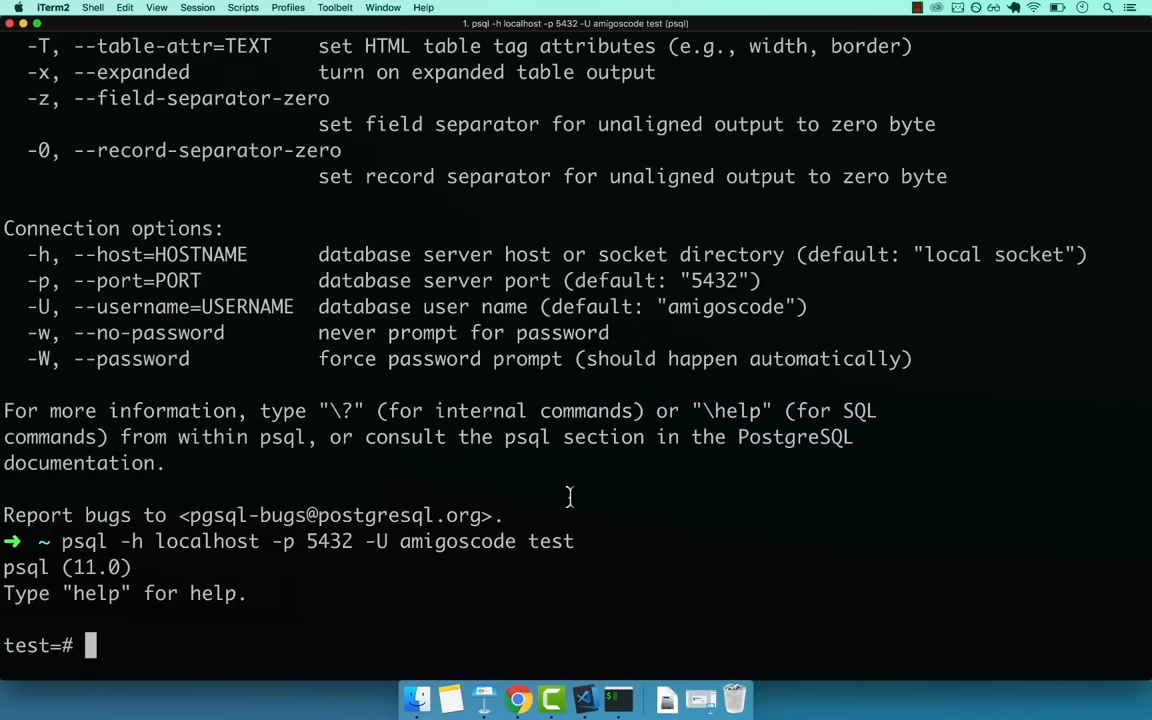 iTerm2 Shell Edit View Session Scripts Profiles Toolbelt Window Help
1. psql -h localhost -p 5432 -U amigoscode test (psql)
-T, --table-attr=TEXT set HTML table tag attributes (e.g., width, border)
-x, --expanded turn on expanded table output
-z, --field-separator-zero
set field separator for unaligned output to zero byte
-0, --record-separator-zero
set record separator for unaligned output to zero byte
Connection options:
-h, --host=HOSTNAME database server host or socket directory (default: "local socket")
-p, --port=PORT database server port (default: "5432")
-U, --username=USERNAME database user name (default: "amigoscode")
-w, --no-password never prompt for password
-W, --password force password prompt (should happen automatically)
For more information, type "\?" (for internal commands) or "\help" (for SQL
commands) from within psql, or consult the psql section in the PostgreSQL
documentation.
Report bugs to <pgsql-bugs@postgresql.org>.
➜ ~ psql -h localhost -p 5432 -U amigoscode test
psql (11.0)
Type "help" for help.
test=#